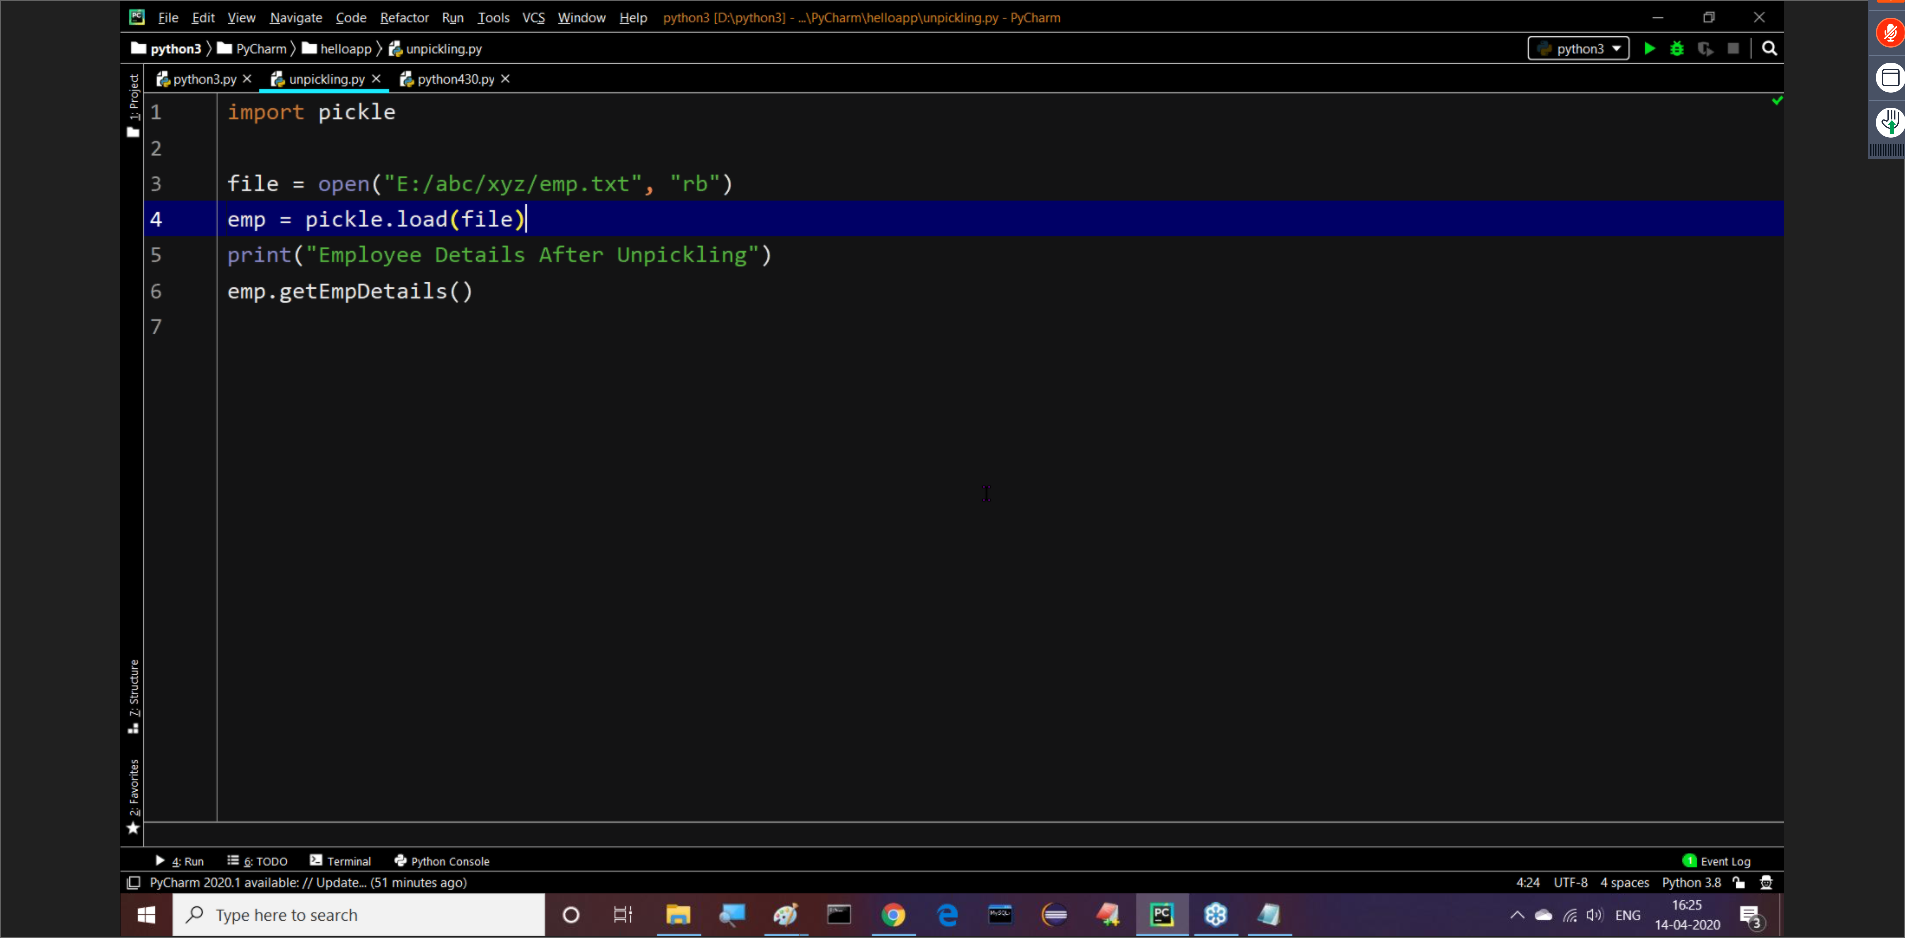 File Edit View Navigate Code Refactor Run Tools VCS Window Help python3 [D:\python3] - ...\PyCharm\helloapp\unpickling.py - PyCharm
python3 PyCharm helloapp unpickling.py python3
python3.py unpickling.py python430.py
1: Project
1 import pickle
2
3 file = open("E:/abc/xyz/emp.txt", "rb")
4 emp = pickle.load(file)
5 print("Employee Details After Unpickling")
6 emp.getEmpDetails()
7
7: Structure
2: Favorites
4: Run 6: TODO Terminal Python Console 1 Event Log
PyCharm 2020.1 available: // Update... (51 minutes ago) 4:24 UTF-8 4 spaces Python 3.8
Type here to search PC ENG 16:25
14-04-2020 3